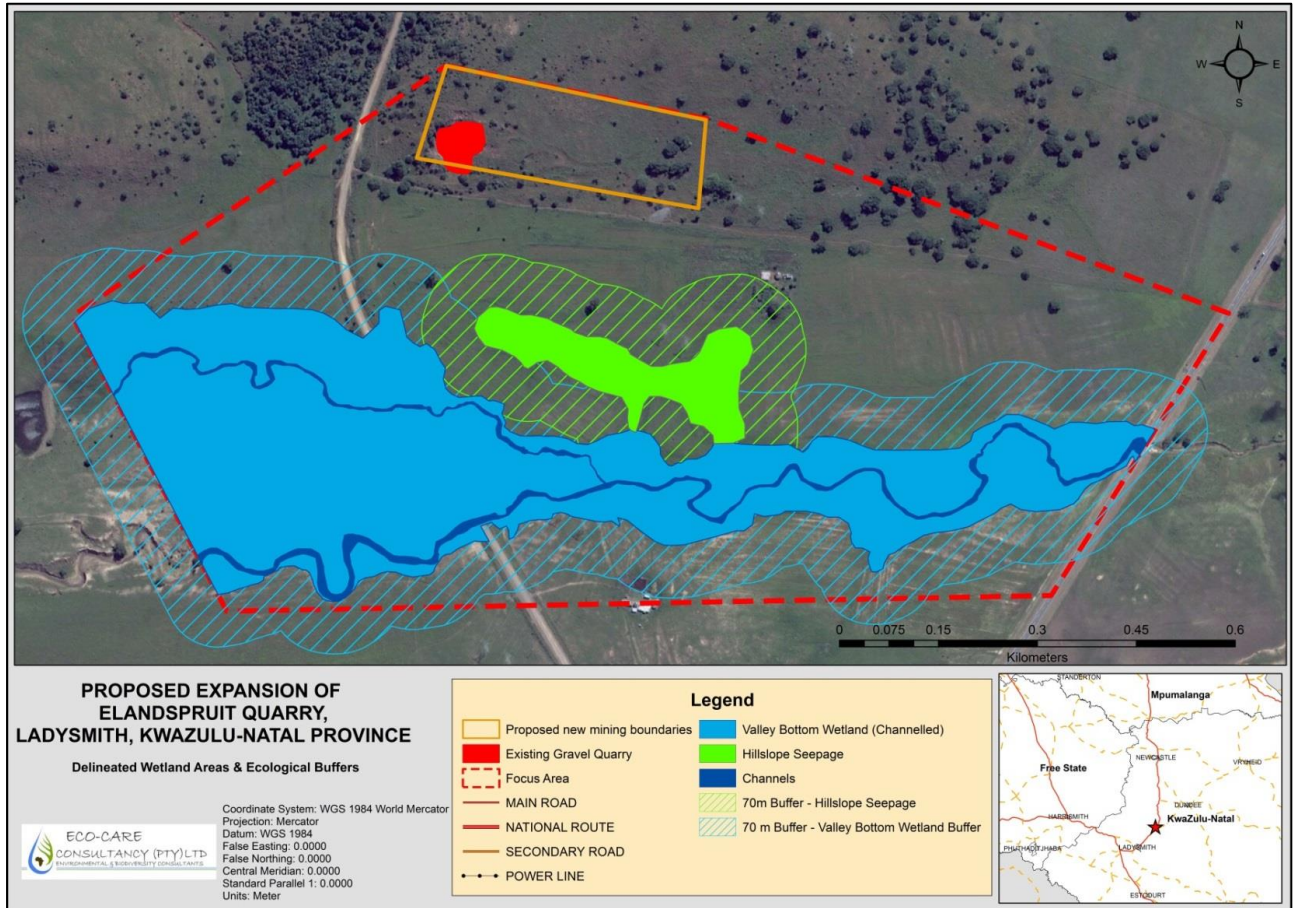 N
W E
S
0 0.075 0.15 0.3 0.45 0.6
Kilometers
PROPOSED EXPANSION OF
ELANDSPRUIT QUARRY,
LADYSMITH, KWAZULU-NATAL PROVINCE
Delineated Wetland Areas & Ecological Buffers
ECO-CARE
CONSULTANCY (PTY)LTD
ENVIRONMENTAL & BIODIVERSITY CONSULTANTS
Coordinate System: WGS 1984 World Mercator
Projection: Mercator
Datum: WGS 1984
False Easting: 0.0000
False Northing: 0.0000
Central Meridian: 0.0000
Standard Parallel 1: 0.0000
Units: Meter
Legend
Proposed new mining boundaries
Existing Gravel Quarry
Focus Area
MAIN ROAD
NATIONAL ROUTE
SECONDARY ROAD
POWER LINE
Valley Bottom Wetland (Channelled)
Hillslope Seepage
Channels
70m Buffer - Hillslope Seepage
70 m Buffer - Valley Bottom Wetland Buffer
STANDERTON
Mpumalanga
NEWCASTLE
VRYHEID
Free State
DUNDEE
HARRISMITH
KwaZulu-Natal
PHUTHADITJHABA
LADYSMITH
ESTCOURT